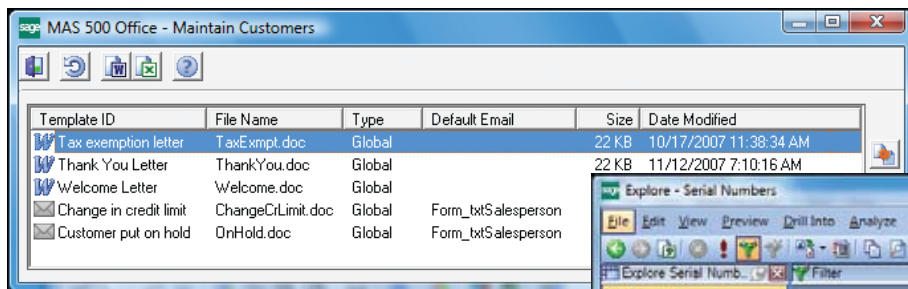 sage MAS 500 Office - Maintain Customers
Template ID File Name Type Default Email Size Date Modified
Tax exemption letter TaxExmpt.doc Global 22 KB 10/17/2007 11:38:34 AM
Thank You Letter ThankYou.doc Global 22 KB 11/12/2007 7:10:16 AM
Welcome Letter Welcome.doc Global
Change in credit limit ChangeCrLimit.doc Global Form_txtSalesperson
Customer put on hold OnHold.doc Global Form_txtSalesperson
sage Explore - Serial Numbers
File Edit View Preview Drill Into Analyze
Explore Serial Numb... Filter